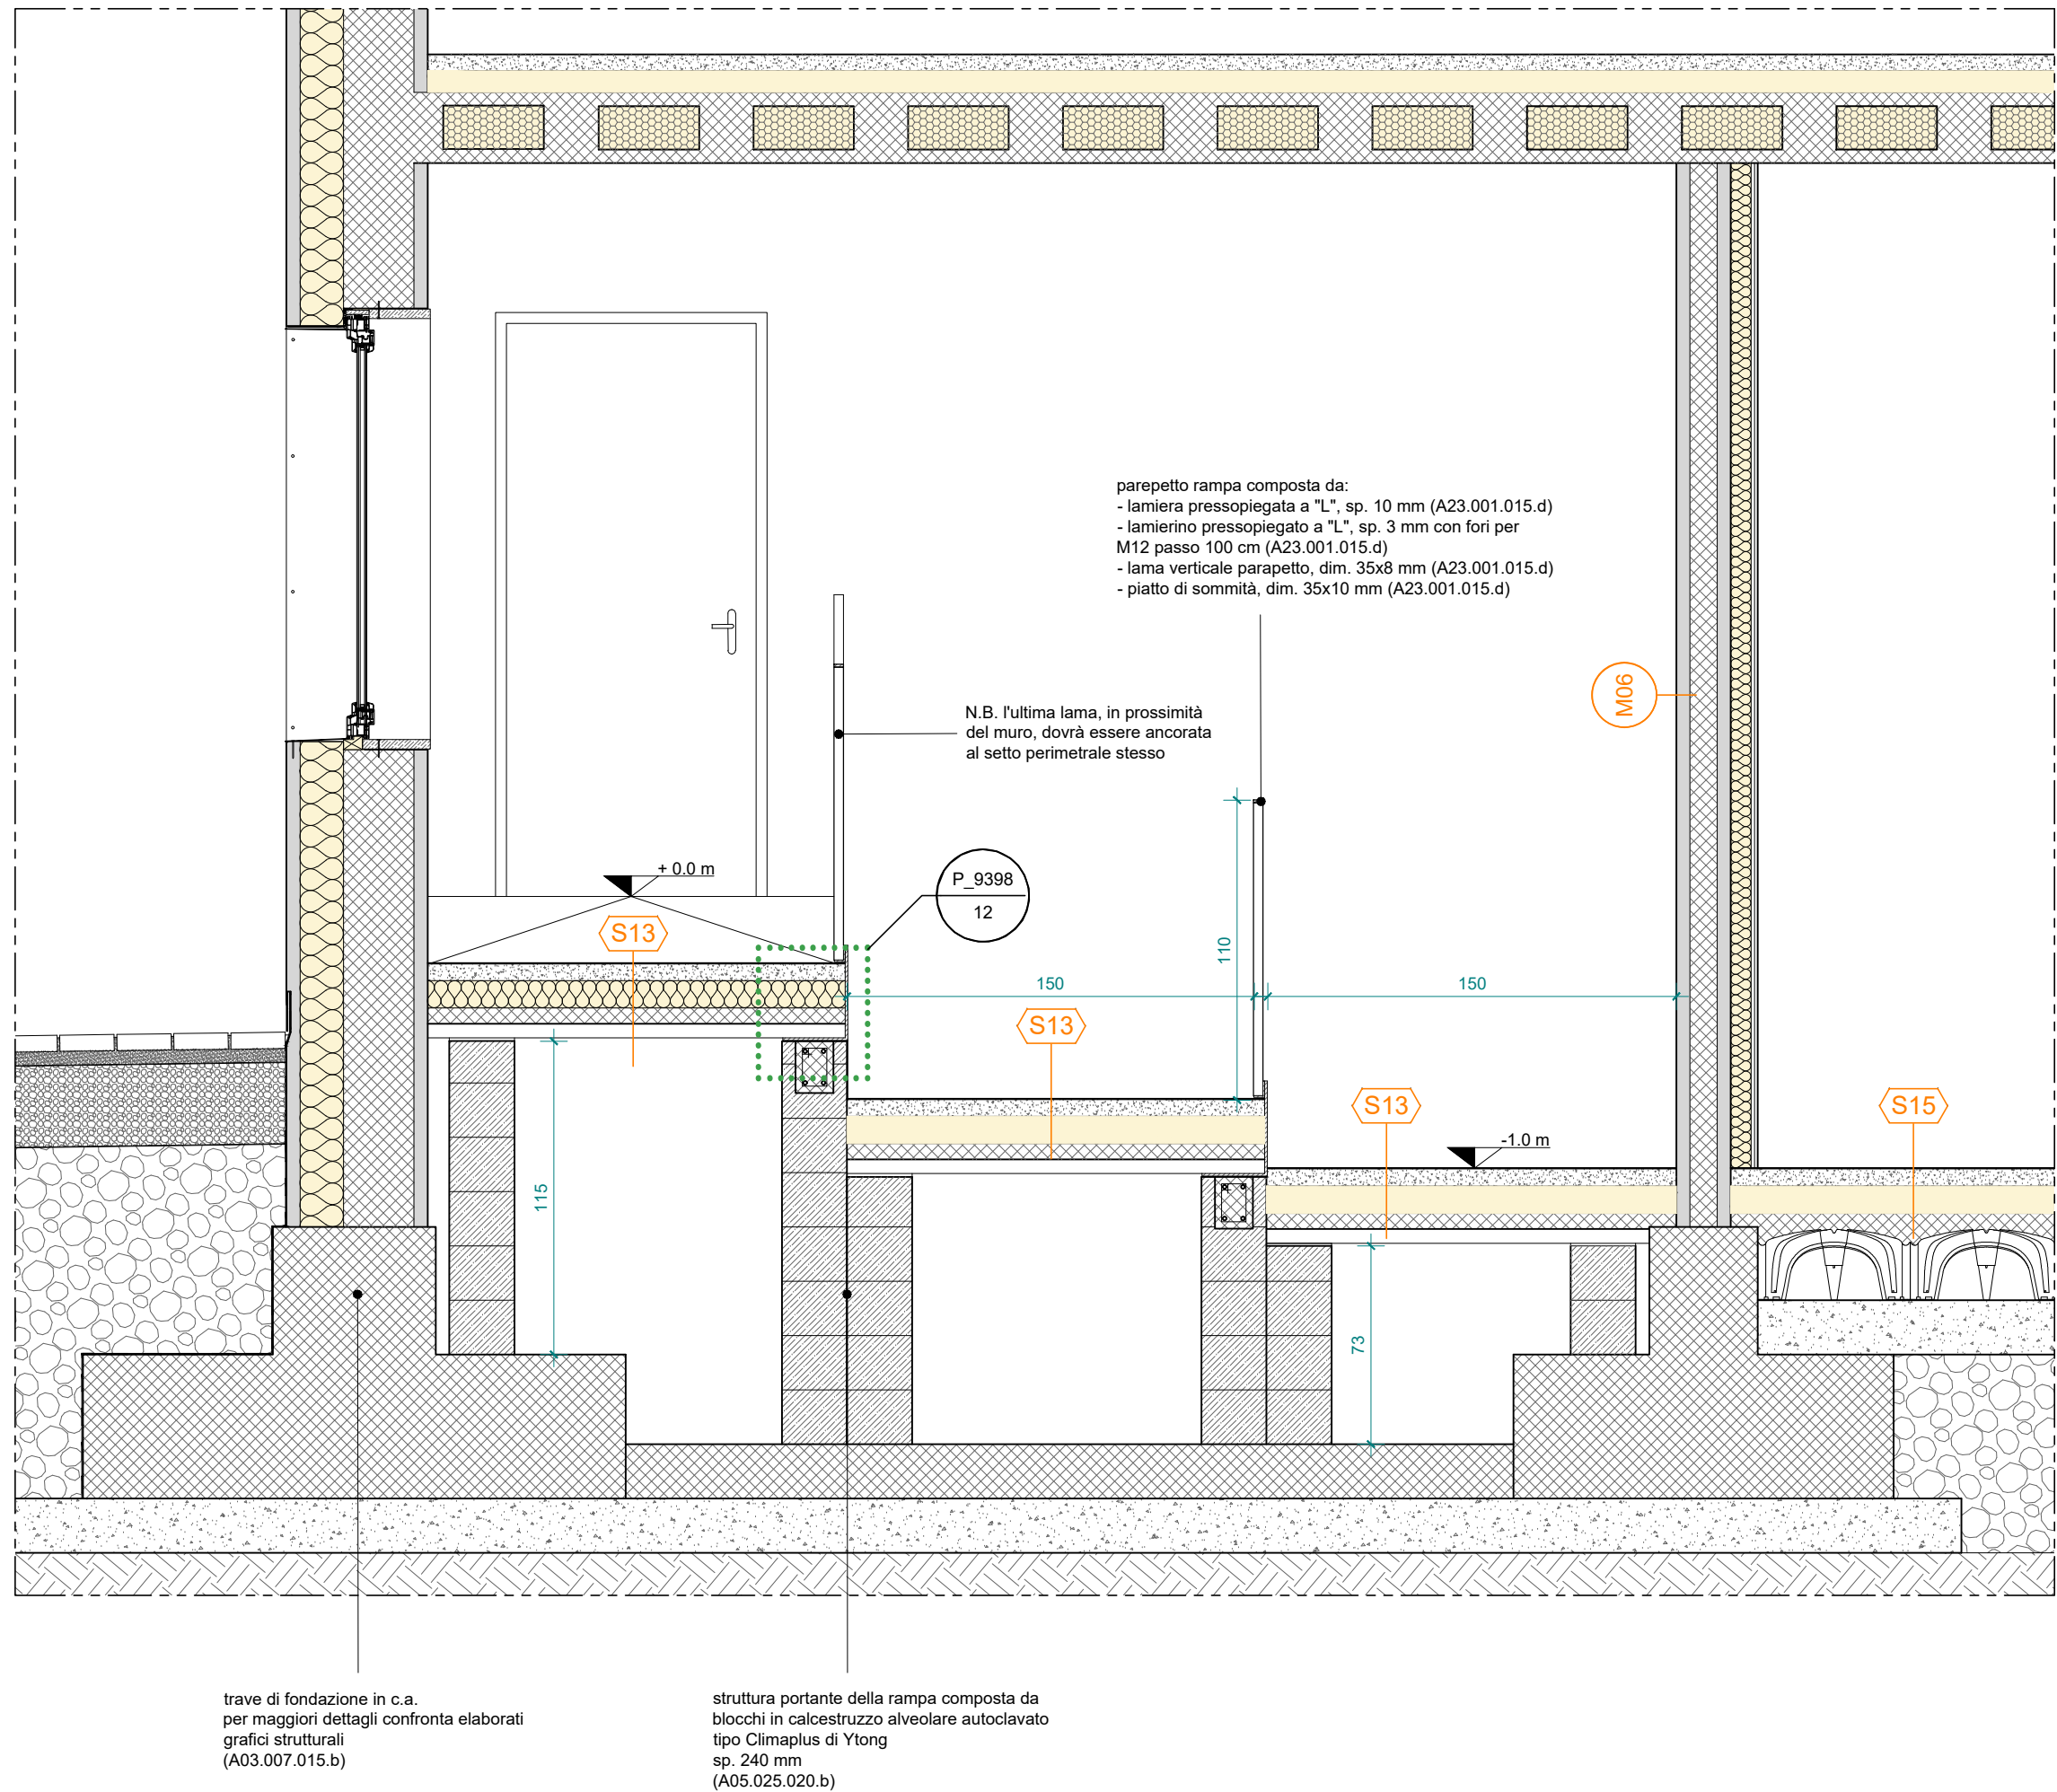 parepetto rampa composta da:
- lamiera pressopiegata a "L", sp. 10 mm (A23.001.015.d)
- lamierino pressopiegato a "L", sp. 3 mm con fori per
M12 passo 100 cm (A23.001.015.d)
- lama verticale parapetto, dim. 35x8 mm (A23.001.015.d)
- piatto di sommità, dim. 35x10 mm (A23.001.015.d)
M06
N.B. l'ultima lama, in prossimità
del muro, dovrà essere ancorata
al setto perimetrale stesso
+ 0.0 m
P_9398
12
S13
110
150
150
S13
S13
S15
-1.0 m
115
73
trave di fondazione in c.a.
per maggiori dettagli confronta elaborati
grafici strutturali
(A03.007.015.b)
struttura portante della rampa composta da
blocchi in calcestruzzo alveolare autoclavato
tipo Climaplus di Ytong
sp. 240 mm
(A05.025.020.b)